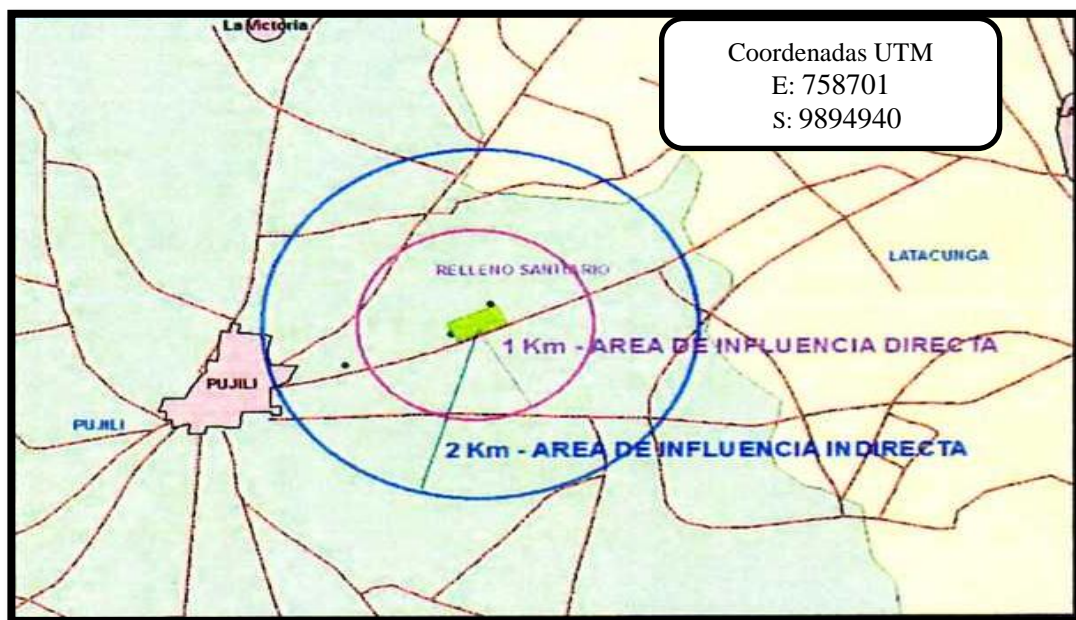 La Victoria
Coordenadas UTM
E: 758701
S: 9894940
LATACUNGA
RELLENO SANITARIO
1 Km - AREA DE INFLUENCIA DIRECTA
PUJILI
PUJILI
2 Km - AREA DE INFLUENCIA INDIRECTA